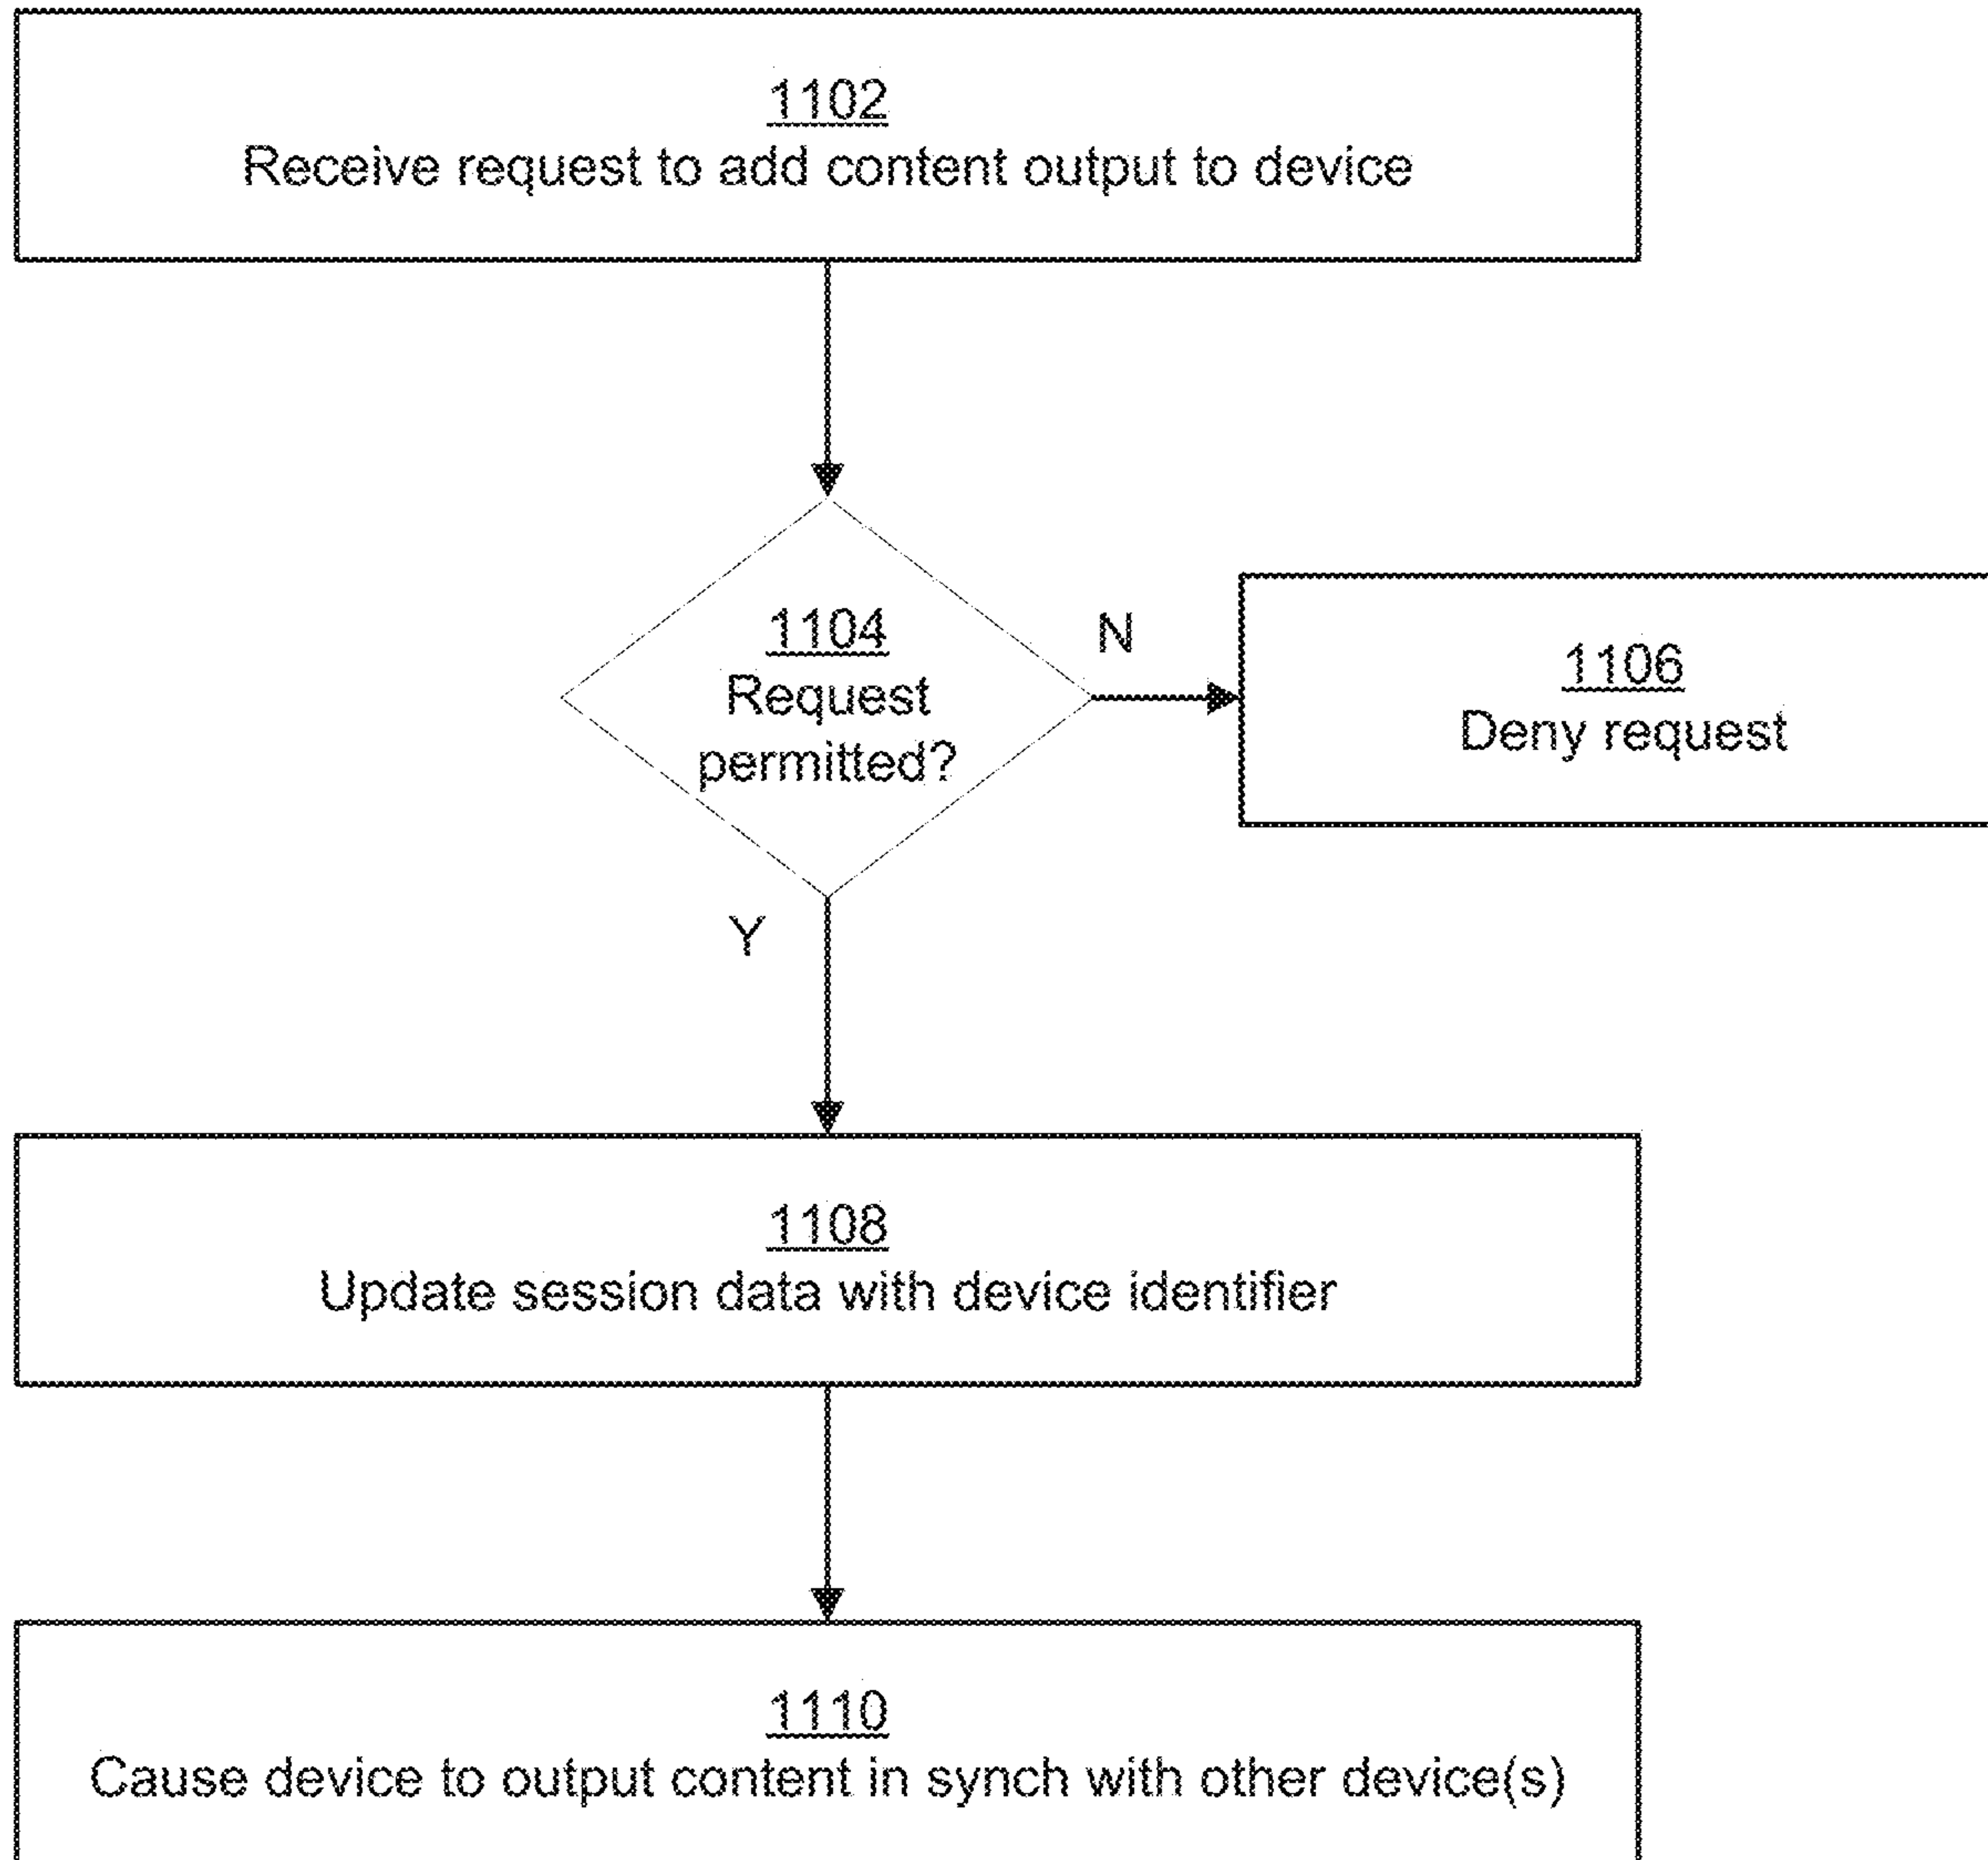 1102
Receive request to add content output to device
1104
Request
permitted?
N
1106
Deny request
Y
1108
Update session data with device identifier
1110
Cause device to output content in synch with other device(s)